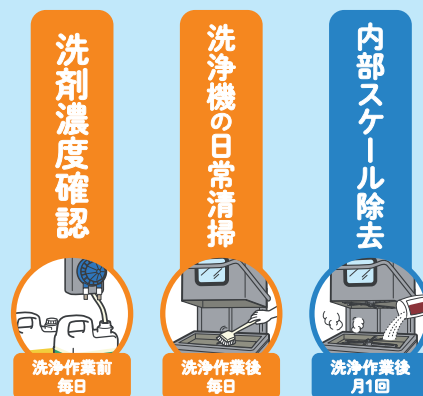 洗剤濃度確認
洗浄作業前
毎日
洗浄機の日常清掃
洗浄作業後
毎日
内部スケール除去
洗浄作業後
月1回